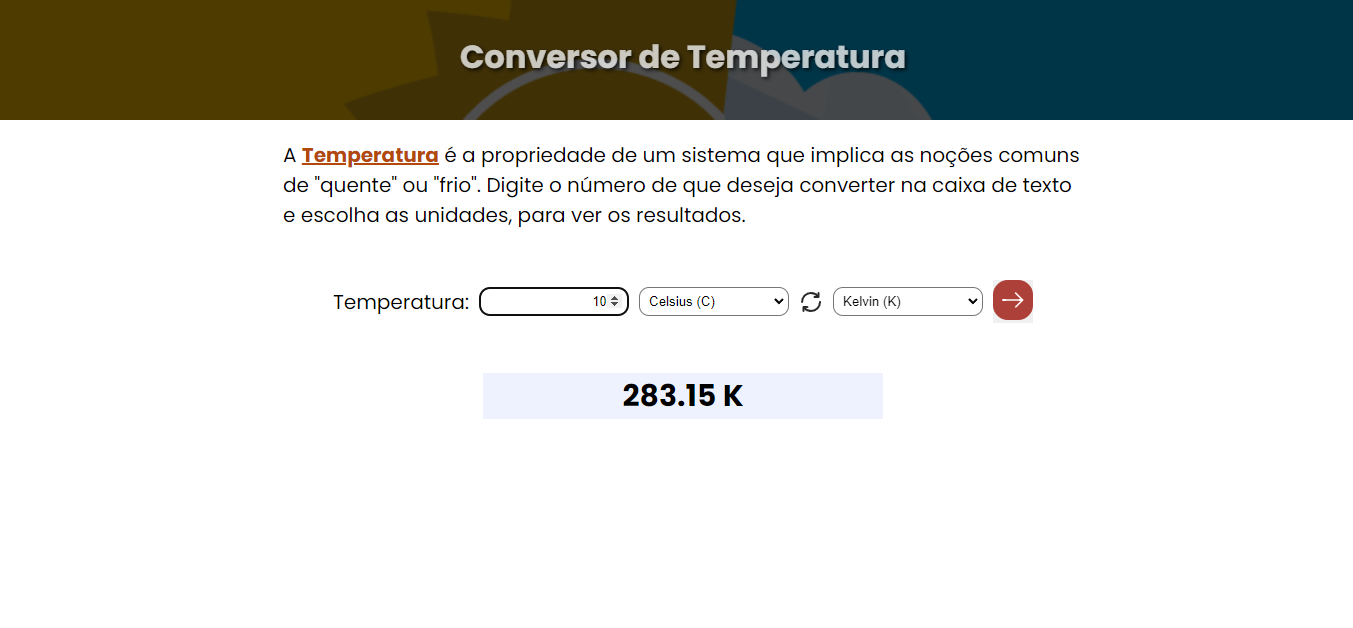 Conversor de Temperatura
A Temperatura é a propriedade de um sistema que implica as noções comuns
de "quente" ou "frio". Digite o número de que deseja converter na caixa de texto
e escolha as unidades, para ver os resultados.
Temperatura: 10 Celsius (C) Kelvin (K)
283.15 K